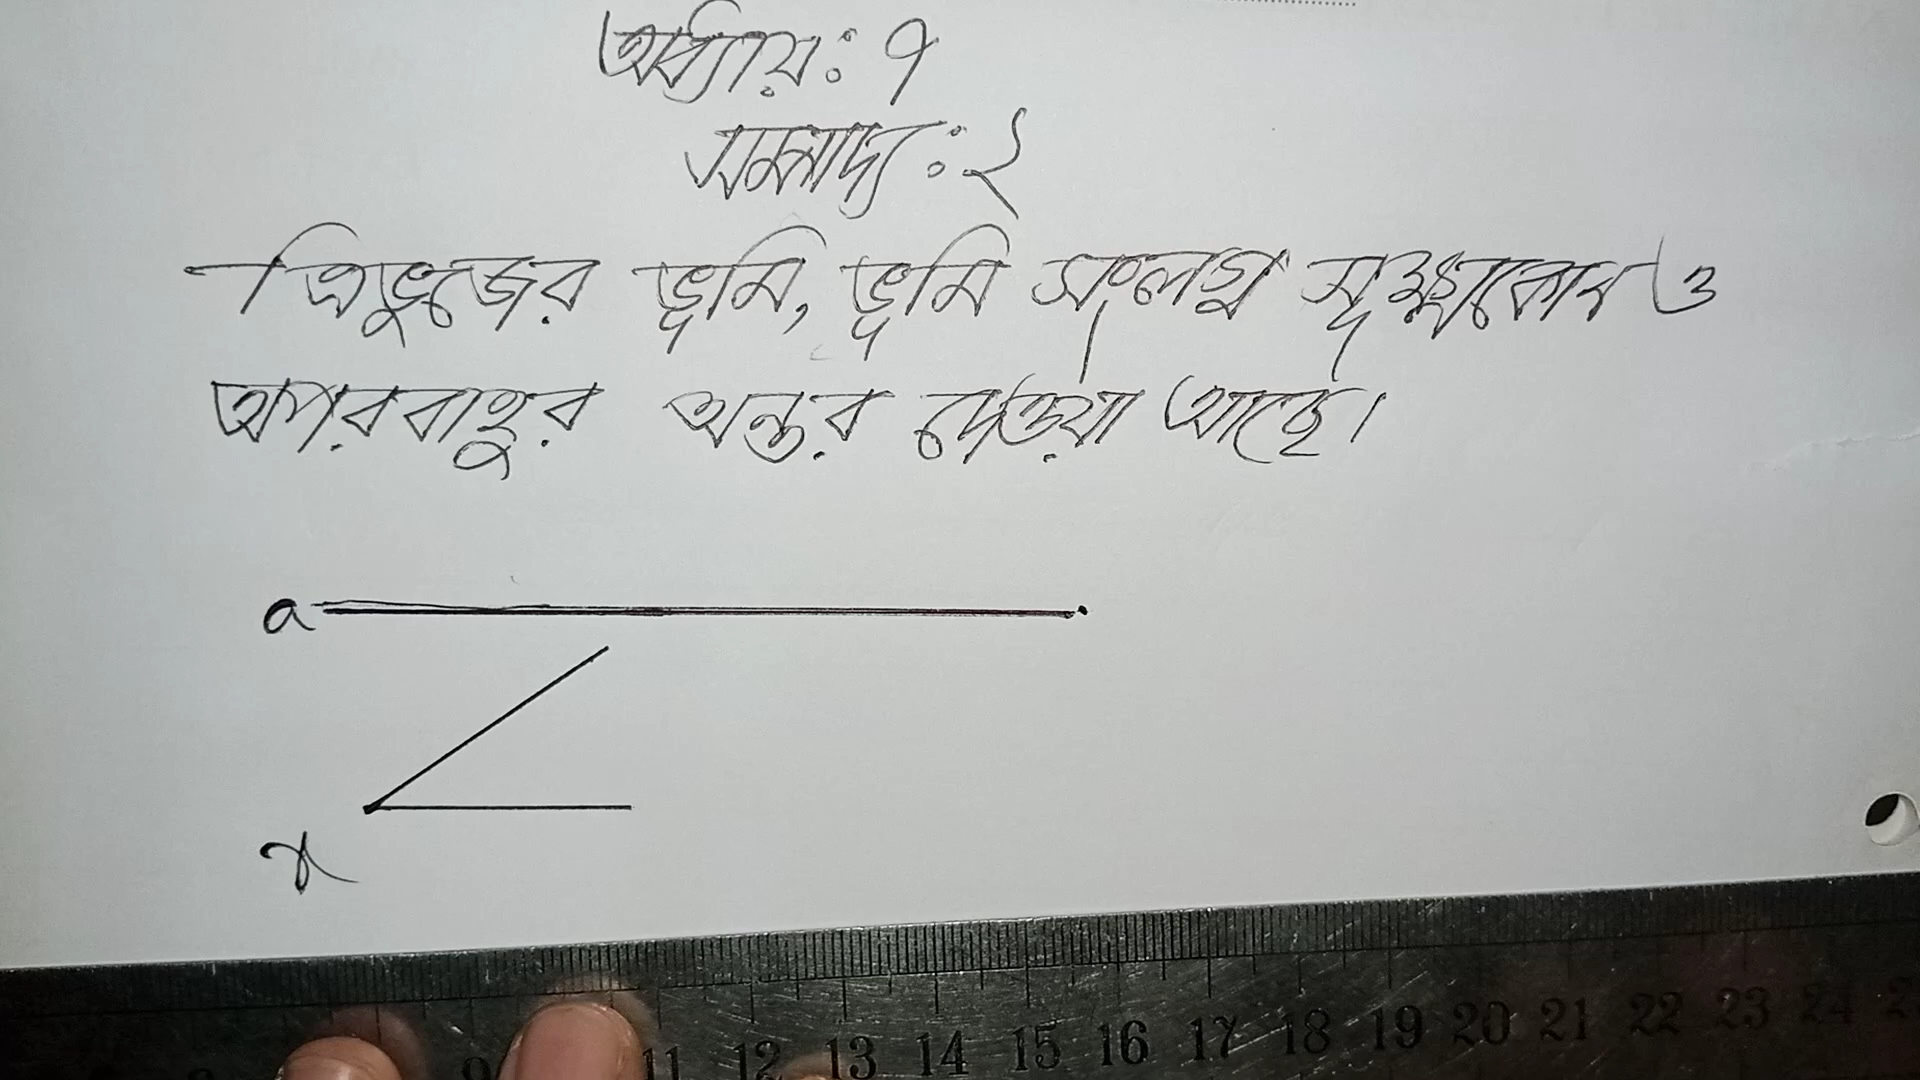 অধ্যায়: ৭
সম্পাদ্য: ২
ত্রিভুজের ভূমি, ভূমি সংলগ্ন সূক্ষ্মকোন ও
অপরবাহুর অন্তর দেওয়া আছে।
a
x
11 12 13 14 15 16 17 18 19 20 21 22 23 24